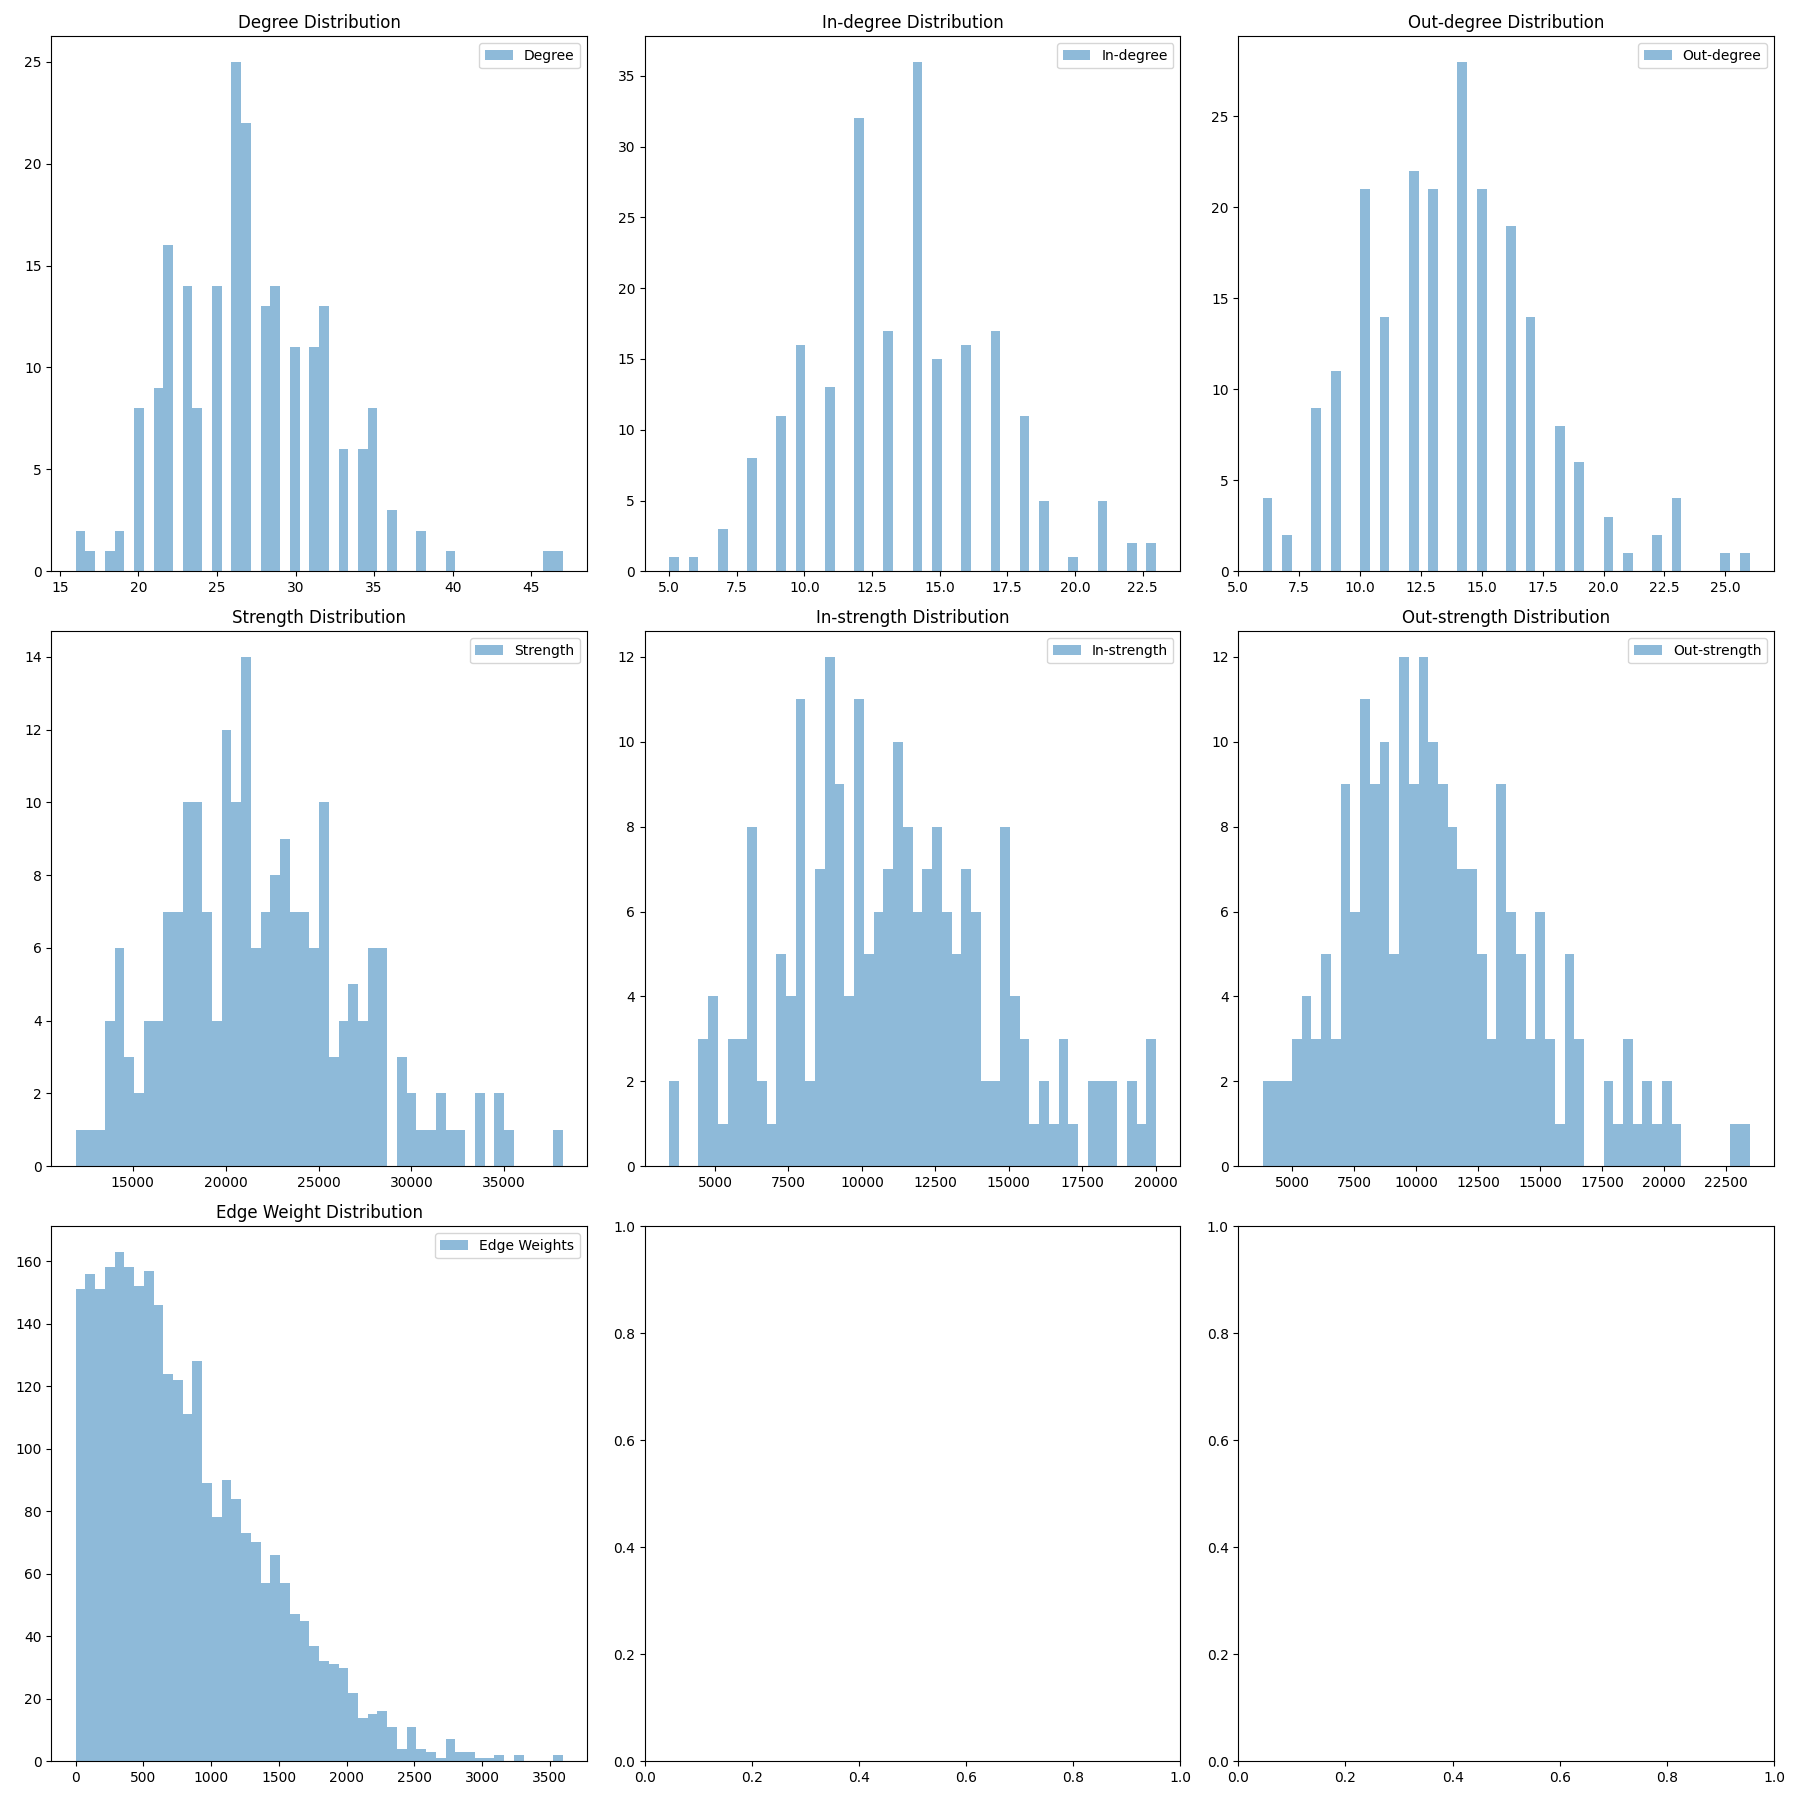 Degree Distribution
Degree
25
20
15
10
5
0
15 20 25 30 35 40 45
In-degree Distribution
In-degree
35
30
25
20
15
10
5
0
5.0 7.5 10.0 12.5 15.0 17.5 20.0 22.5
Out-degree Distribution
Out-degree
25
20
15
10
5
0
5.0 7.5 10.0 12.5 15.0 17.5 20.0 22.5 25.0
Strength Distribution
Strength
14
12
10
8
6
4
2
0
15000 20000 25000 30000 35000
In-strength Distribution
In-strength
12
10
8
6
4
2
0
5000 7500 10000 12500 15000 17500 20000
Out-strength Distribution
Out-strength
12
10
8
6
4
2
0
5000 7500 10000 12500 15000 17500 20000 22500
Edge Weight Distribution
Edge Weights
160
140
120
100
80
60
40
20
0
0 500 1000 1500 2000 2500 3000 3500
1.0
0.8
0.6
0.4
0.2
0.0
0.0 0.2 0.4 0.6 0.8 1.0
1.0
0.8
0.6
0.4
0.2
0.0
0.0 0.2 0.4 0.6 0.8 1.0